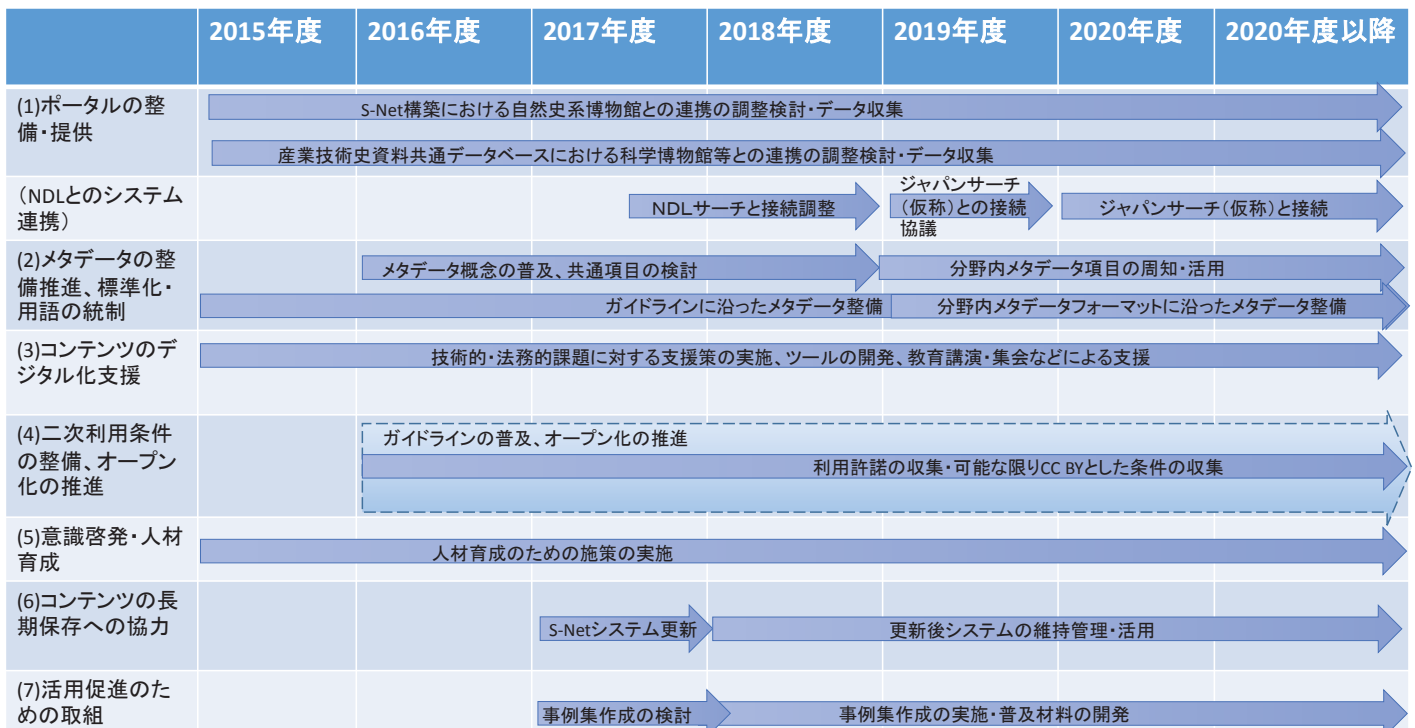 2015年度
2016年度
2017年度
2018年度
2019年度
2020年度
2020年度以降
(1)ポータルの整
備・提供
S-Net構築における自然史系博物館との連携の調整検討・データ収集
産業技術史資料共通データベースにおける科学博物館等との連携の調整検討・データ収集
(NDLとのシステム
連携)
NDLサーチと接続調整
ジャパンサーチ
(仮称)との接続
協議
ジャパンサーチ(仮称)と接続
(2)メタデータの整
備推進、標準化・
用語の統制
メタデータ概念の普及、共通項目の検討
分野内メタデータ項目の周知・活用
ガイドラインに沿ったメタデータ整備
分野内メタデータフォーマットに沿ったメタデータ整備
(3)コンテンツのデ
ジタル化支援
技術的・法務的課題に対する支援策の実施、ツールの開発、教育講演・集会などによる支援
(4)二次利用条件
の整備、オープン
化の推進
ガイドラインの普及、オープン化の推進
利用許諾の収集・可能な限りCC BYとした条件の収集
(5)意識啓発・人材
育成
人材育成のための施策の実施
(6)コンテンツの長
期保存への協力
S-Netシステム更新
更新後システムの維持管理・活用
(7)活用促進のた
めの取組
事例集作成の検討
事例集作成の実施・普及材料の開発